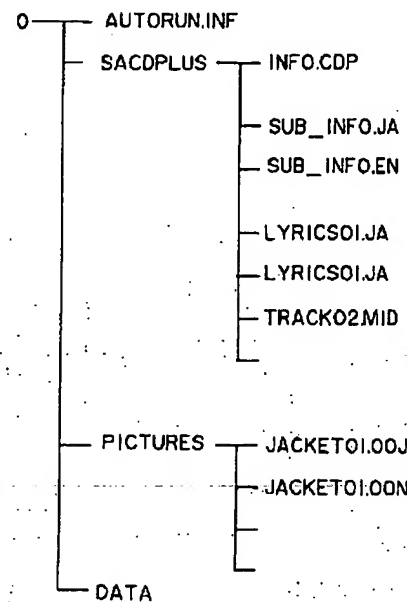 0 AUTORUN.INF
SACDPLUS INFO.CDP
SUB_INFO.JA
SUB_INFO.EN
LYRICS01.JA
LYRICS01.JA
TRACK02.MID
PICTURES JACKET01.00J
JACKET01.00N
DATA